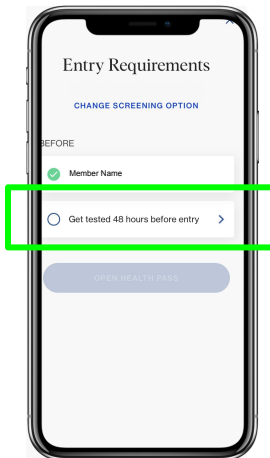 Entry Requirements
CHANGE SCREENING OPTION
BEFORE
Member Name
Get tested 48 hours before entry
OPEN HEALTH PASS